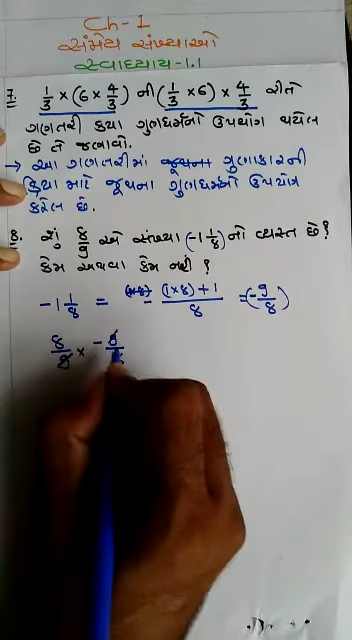 Ch-1
સંમેય સંખ્યાઓ
સ્વાધ્યાય-1.1
7. 1/3 × (6 × 4/3) ની (1/3 × 6) × 4/3 રીતે
ગણતરી કયા ગુણધર્મનો ઉપયોગ થયેલ
છે તે જણાવો.
→ આ ગણતરીમાં જૂથના ગુણાકારની
ક્રિયા માટે જૂથના ગુણધર્મનો ઉપયોગ
કરેલ છે.
8. શું 8/9 એ સંખ્યા (-1 1/8) નો વ્યસ્ત છે?
કેમ અથવા કેમ નહીં?
-1 1/8 = - (1×8)+1/8 = (-9/8)
8/9 × -